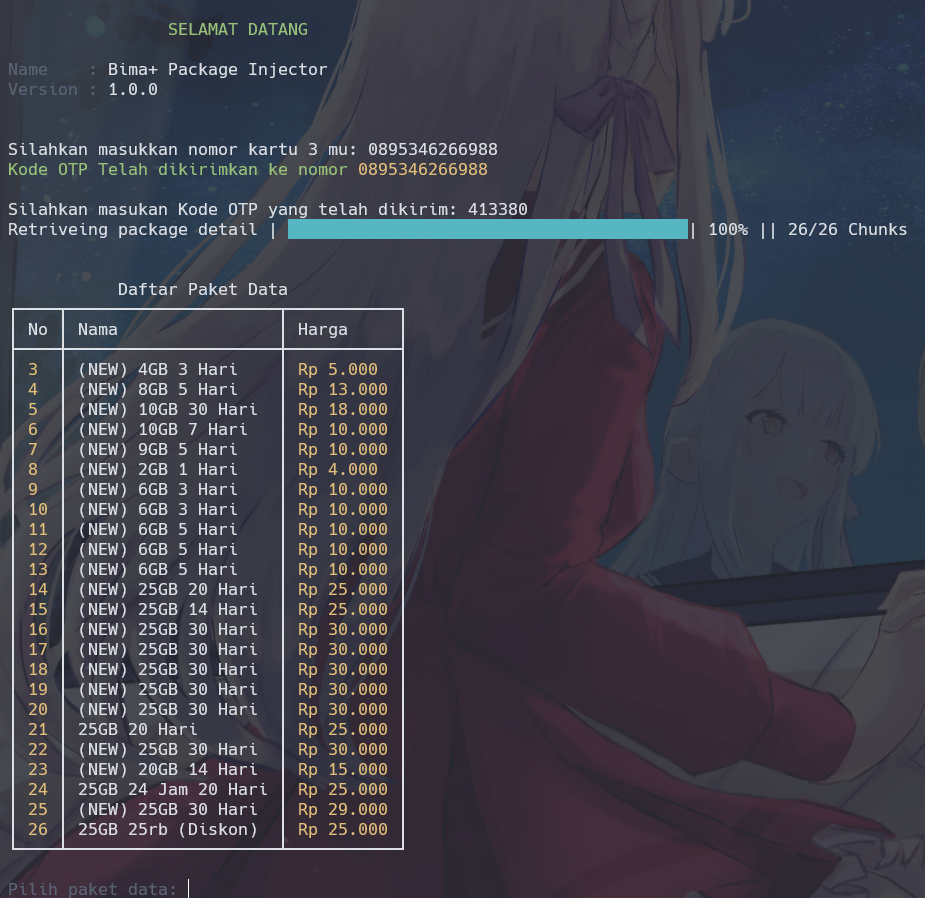 SELAMAT DATANG
Name    : Bima+ Package Injector
Version : 1.0.0
Silahkan masukkan nomor kartu 3 mu: 0895346266988
Kode OTP Telah dikirimkan ke nomor 0895346266988
Silahkan masukan Kode OTP yang telah dikirim: 413380
Retriveing package detail | | 100% || 26/26 Chunks
Daftar Paket Data
No Nama Harga
3 (NEW) 4GB 3 Hari Rp 5.000
4 (NEW) 8GB 5 Hari Rp 13.000
5 (NEW) 10GB 30 Hari Rp 18.000
6 (NEW) 10GB 7 Hari Rp 10.000
7 (NEW) 9GB 5 Hari Rp 10.000
8 (NEW) 2GB 1 Hari Rp 4.000
9 (NEW) 6GB 3 Hari Rp 10.000
10 (NEW) 6GB 3 Hari Rp 10.000
11 (NEW) 6GB 5 Hari Rp 10.000
12 (NEW) 6GB 5 Hari Rp 10.000
13 (NEW) 6GB 5 Hari Rp 10.000
14 (NEW) 25GB 20 Hari Rp 25.000
15 (NEW) 25GB 14 Hari Rp 25.000
16 (NEW) 25GB 30 Hari Rp 30.000
17 (NEW) 25GB 30 Hari Rp 30.000
18 (NEW) 25GB 30 Hari Rp 30.000
19 (NEW) 25GB 30 Hari Rp 30.000
20 (NEW) 25GB 30 Hari Rp 30.000
21 25GB 20 Hari Rp 25.000
22 (NEW) 25GB 30 Hari Rp 30.000
23 (NEW) 20GB 14 Hari Rp 15.000
24 25GB 24 Jam 20 Hari Rp 25.000
25 (NEW) 25GB 30 Hari Rp 29.000
26 25GB 25rb (Diskon) Rp 25.000
Pilih paket data: